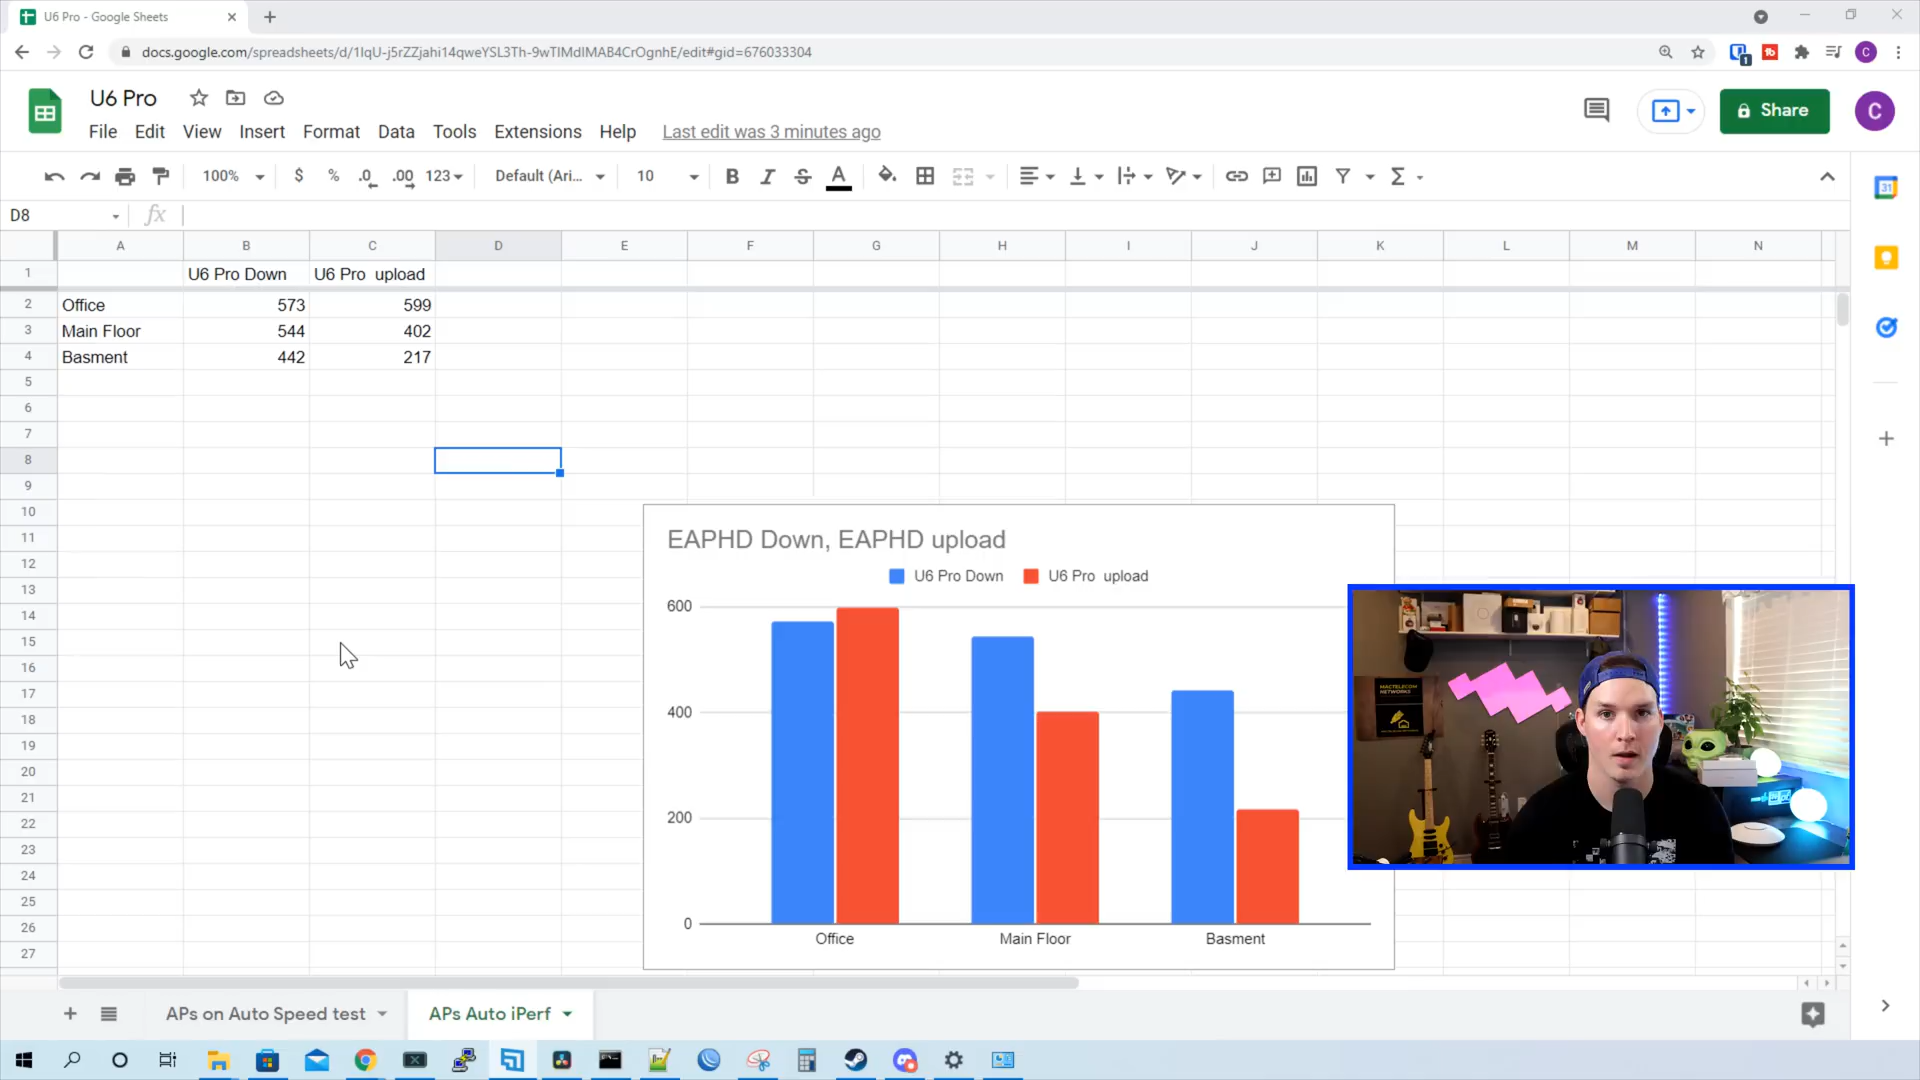 U6 Pro - Google Sheets
docs.google.com/spreadsheets/d/1IqU-j5rZZjahi14qweYSL3Th-9wTIMdIMAB4CrOgnhE/edit#gid=676033304
U6 Pro
File Edit View Insert Format Data Tools Extensions Help Last edit was 3 minutes ago
Share
C
100% $ % .0 .00 123 Default (Ari... 10 B I S A
D8 fx
A B C D E F G H I J K L M N
1 U6 Pro Down U6 Pro upload
2 Office 573 599
3 Main Floor 544 402
4 Basment 442 217
5
6
7
8
9
10
11
12
13
14
15
16
17
18
19
20
21
22
23
24
25
26
27
EAPHD Down, EAPHD upload
U6 Pro Down U6 Pro upload
600
400
200
0
Office Main Floor Basment
MACTELECOM
NETWORKS
APs on Auto Speed test APs Auto iPerf